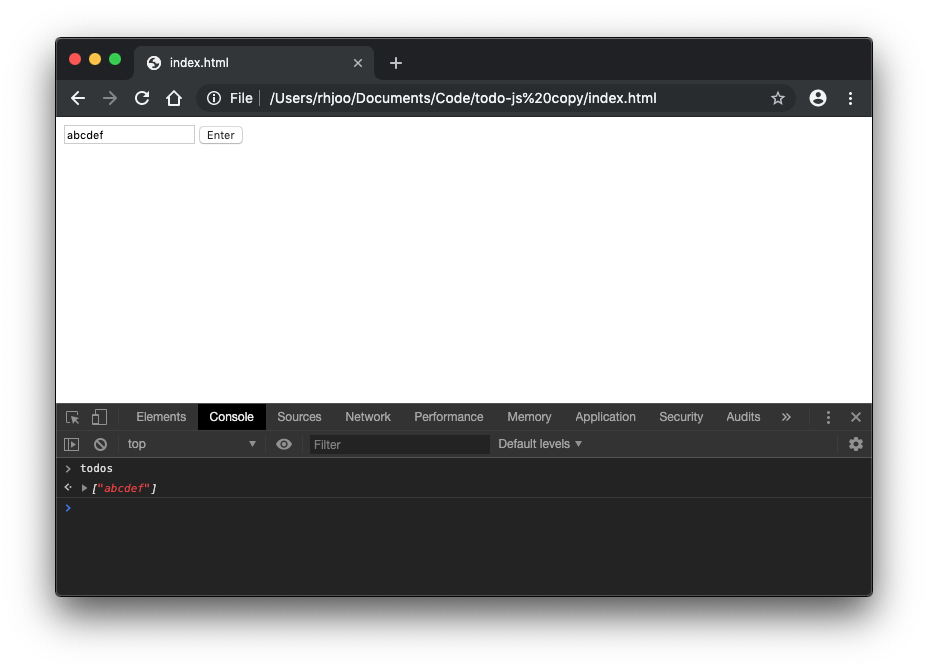 index.html
File /Users/rhjoo/Documents/Code/todo-js%20copy/index.html
abcdef Enter
Elements Console Sources Network Performance Memory Application Security Audits »
top Filter Default levels
> todos
["abcdef"]
>